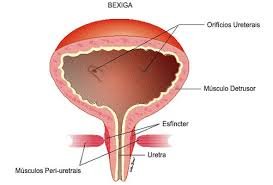 BEXIGA
Orifícios Ureterais
Músculo Detrusor
Esfincter
Uretra
Músculos Peri-uretrais